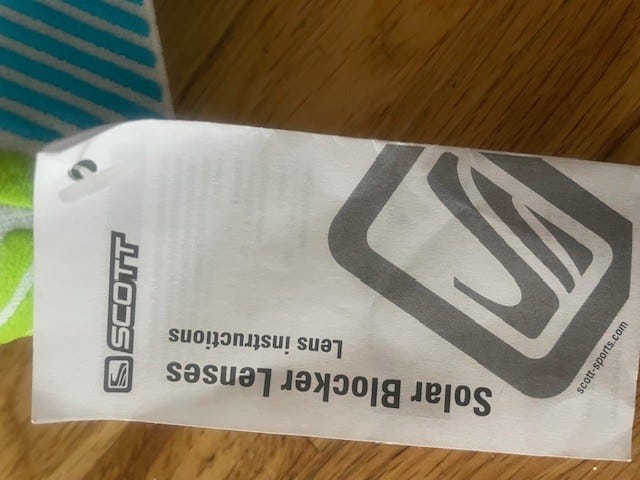 Solar Blocker Lenses
Lens instructions
SCOTT
scott-sports.com